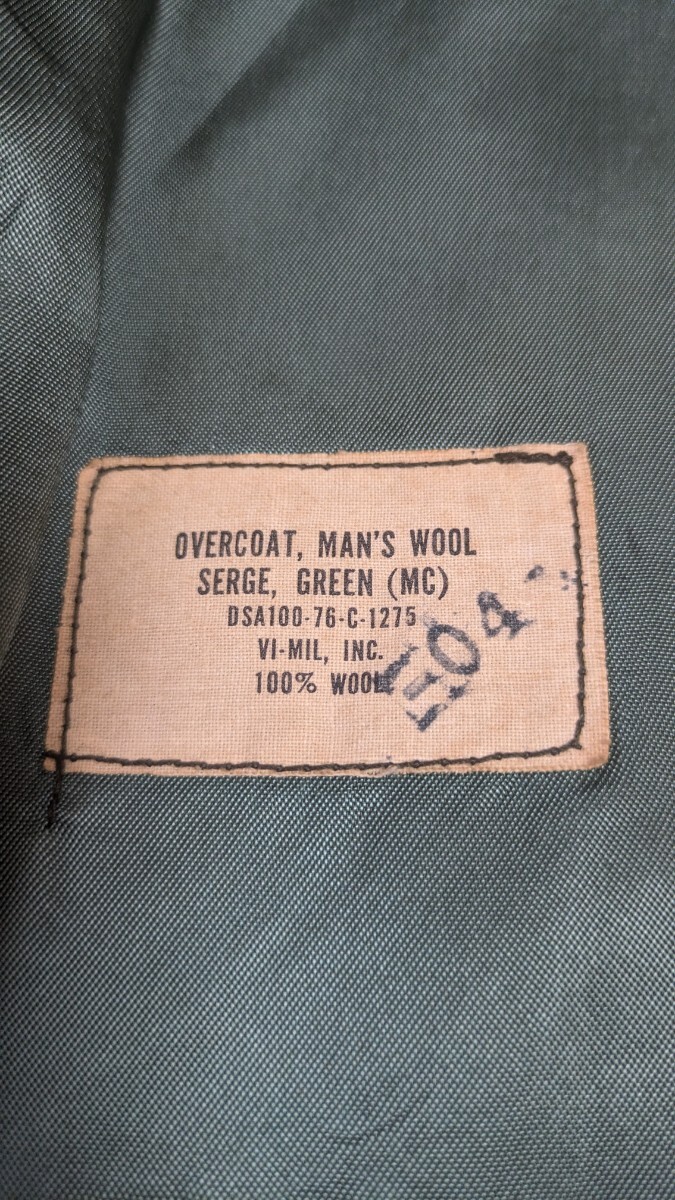 OVERCOAT, MAN'S WOOL
SERGE, GREEN (MC)
DSA100-76-C-1275
VI-MIL, INC.
100% WOOL